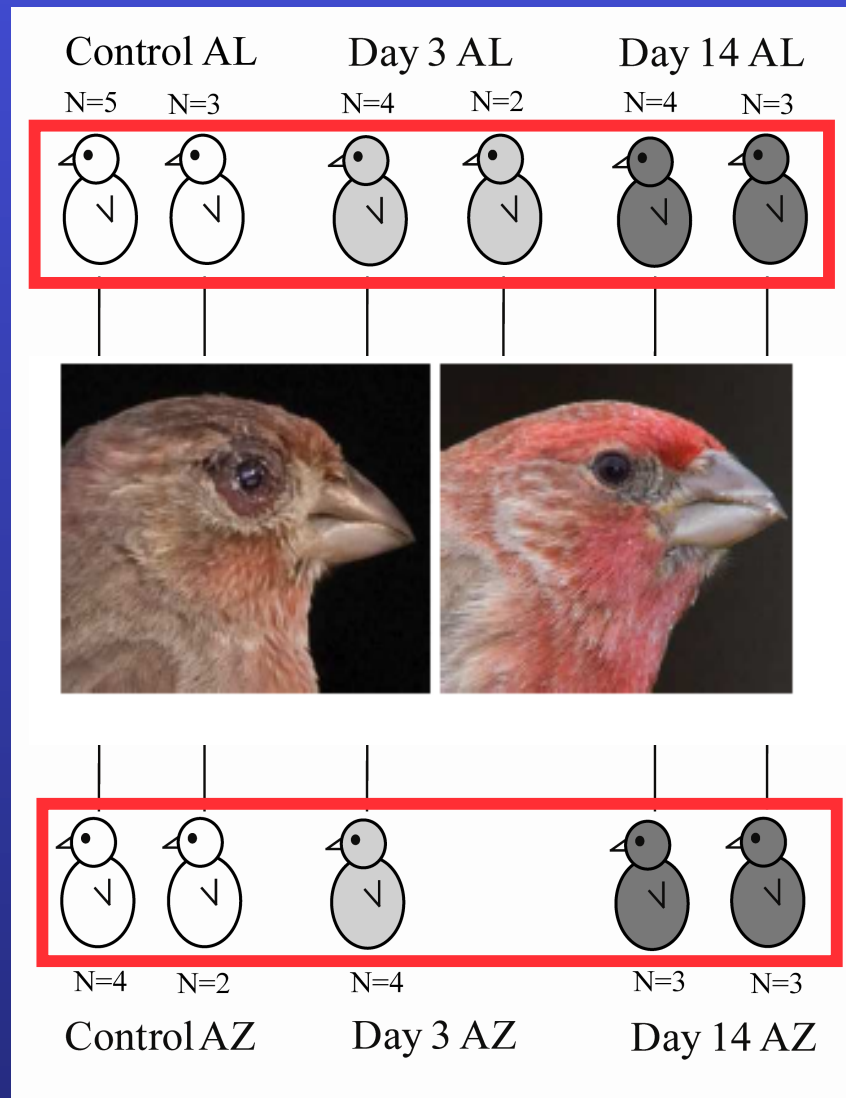 Control AL Day 3 AL Day 14 AL
N=5 N=3 N=4 N=2 N=4 N=3
N=4 N=2 N=4 N=3 N=3
Control AZ Day 3 AZ Day 14 AZ